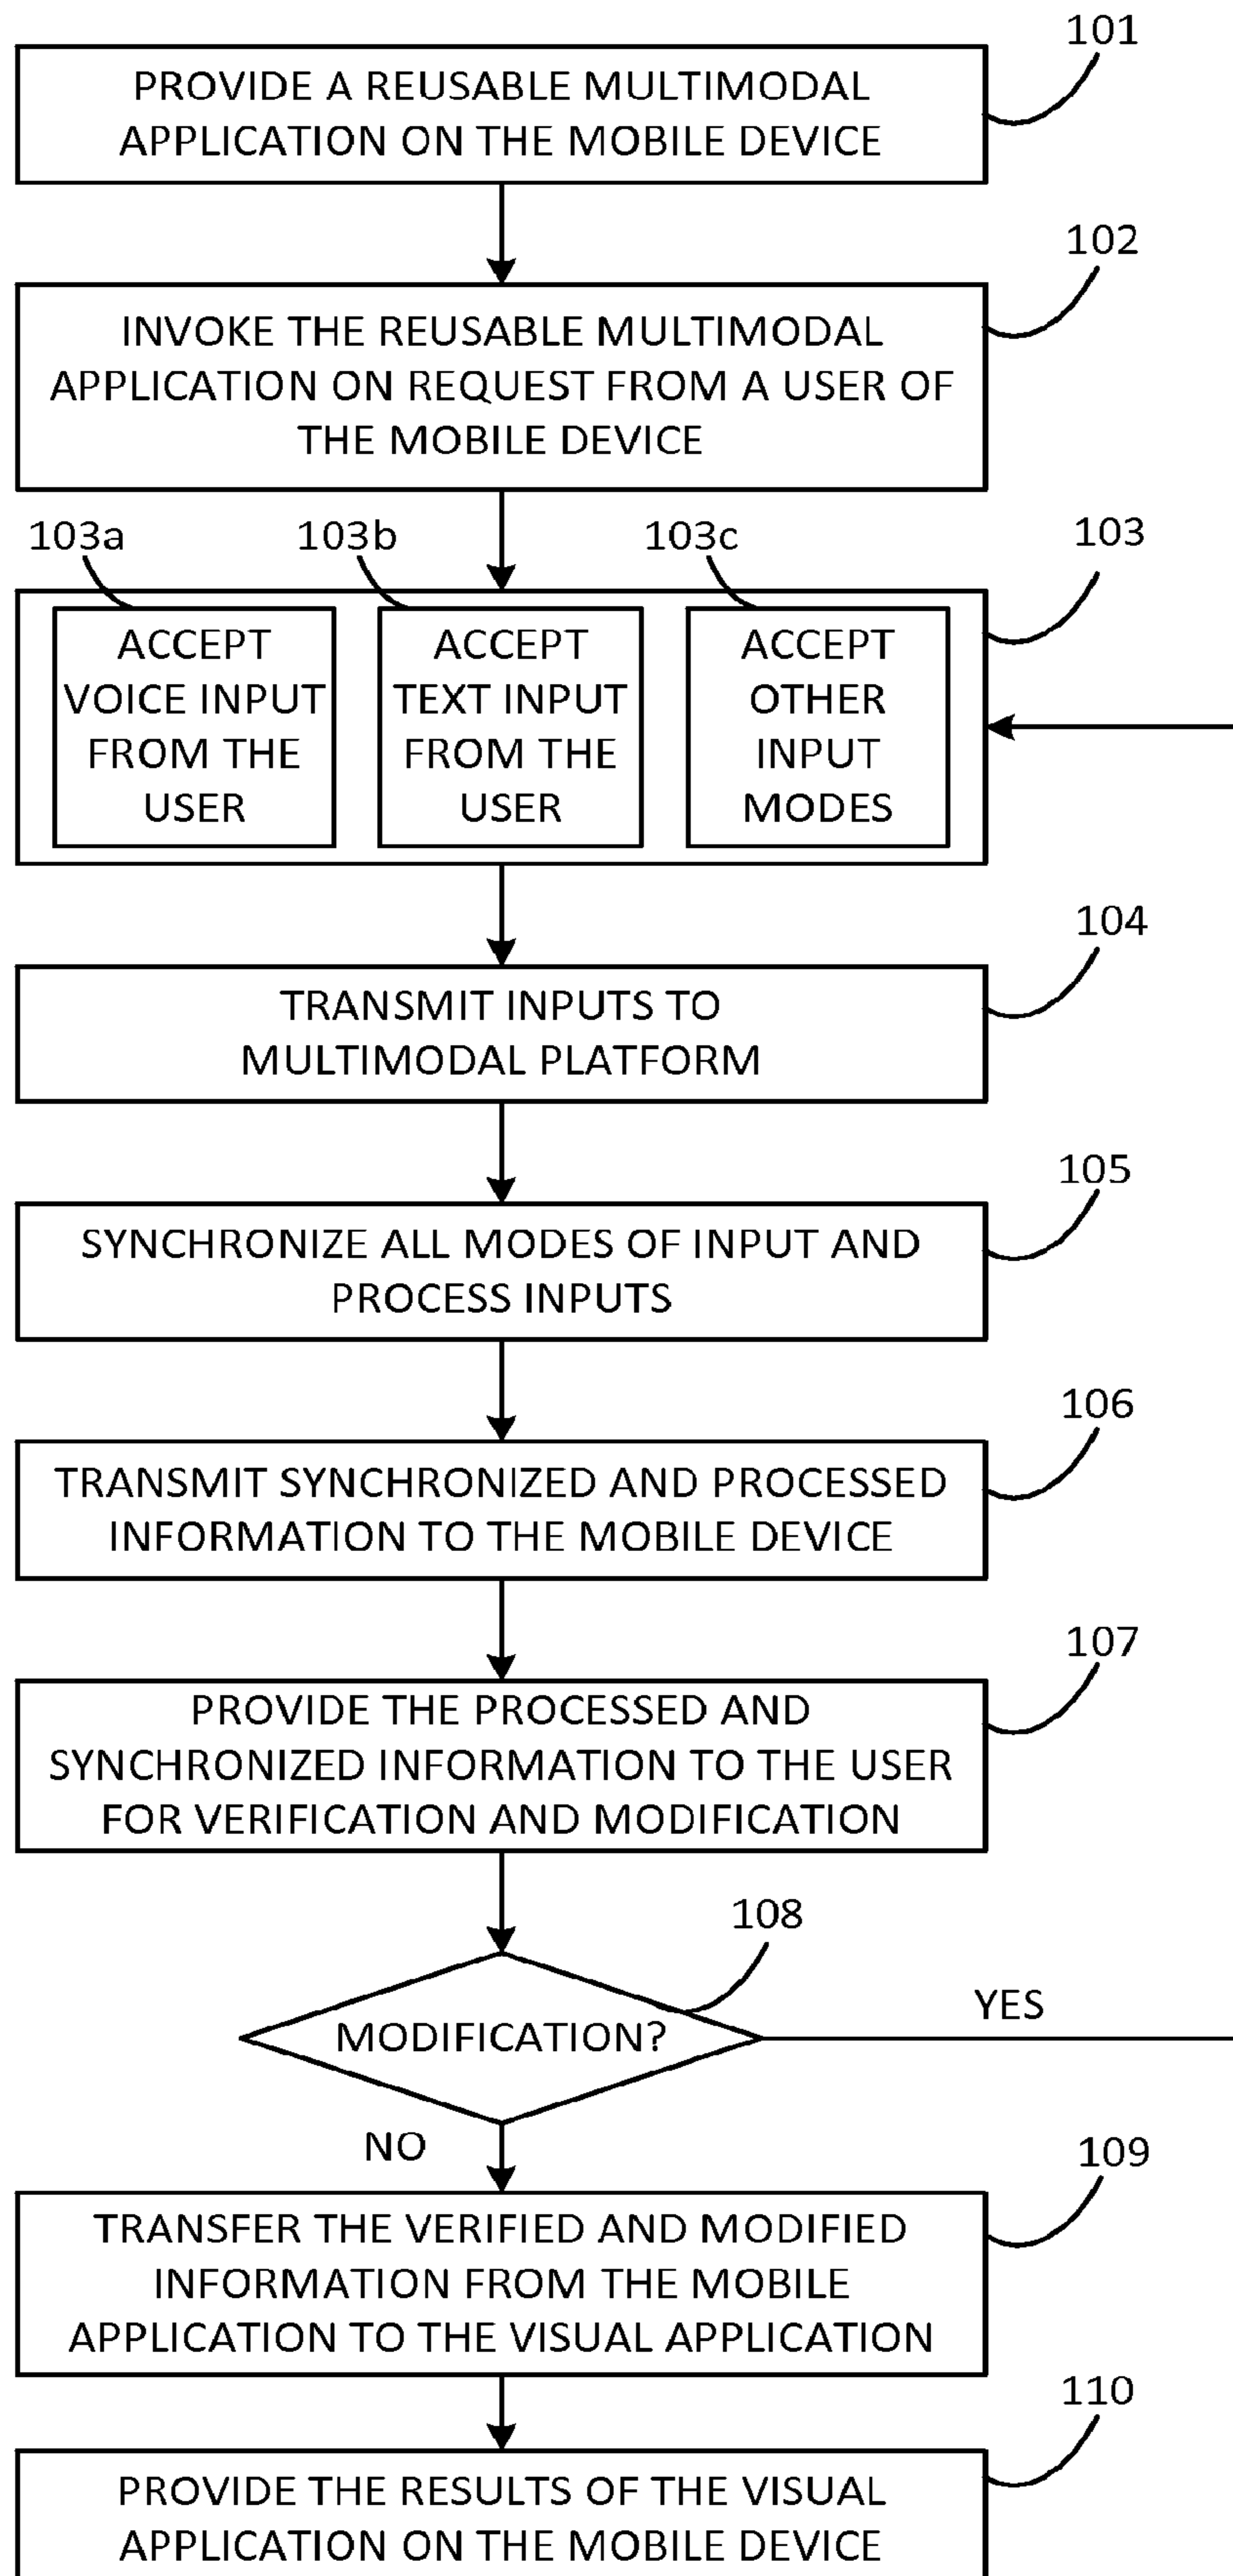 101
PROVIDE A REUSABLE MULTIMODAL
APPLICATION ON THE MOBILE DEVICE
102
INVOKE THE REUSABLE MULTIMODAL
APPLICATION ON REQUEST FROM A USER OF
THE MOBILE DEVICE
103a
103b
103c
103
ACCEPT
VOICE INPUT
FROM THE
USER
ACCEPT
TEXT INPUT
FROM THE
USER
ACCEPT
OTHER
INPUT
MODES
104
TRANSMIT INPUTS TO
MULTIMODAL PLATFORM
105
SYNCHRONIZE ALL MODES OF INPUT AND
PROCESS INPUTS
106
TRANSMIT SYNCHRONIZED AND PROCESSED
INFORMATION TO THE MOBILE DEVICE
107
PROVIDE THE PROCESSED AND
SYNCHRONIZED INFORMATION TO THE USER
FOR VERIFICATION AND MODIFICATION
108
MODIFICATION?
YES
NO
109
TRANSFER THE VERIFIED AND MODIFIED
INFORMATION FROM THE MOBILE
APPLICATION TO THE VISUAL APPLICATION
110
PROVIDE THE RESULTS OF THE VISUAL
APPLICATION ON THE MOBILE DEVICE